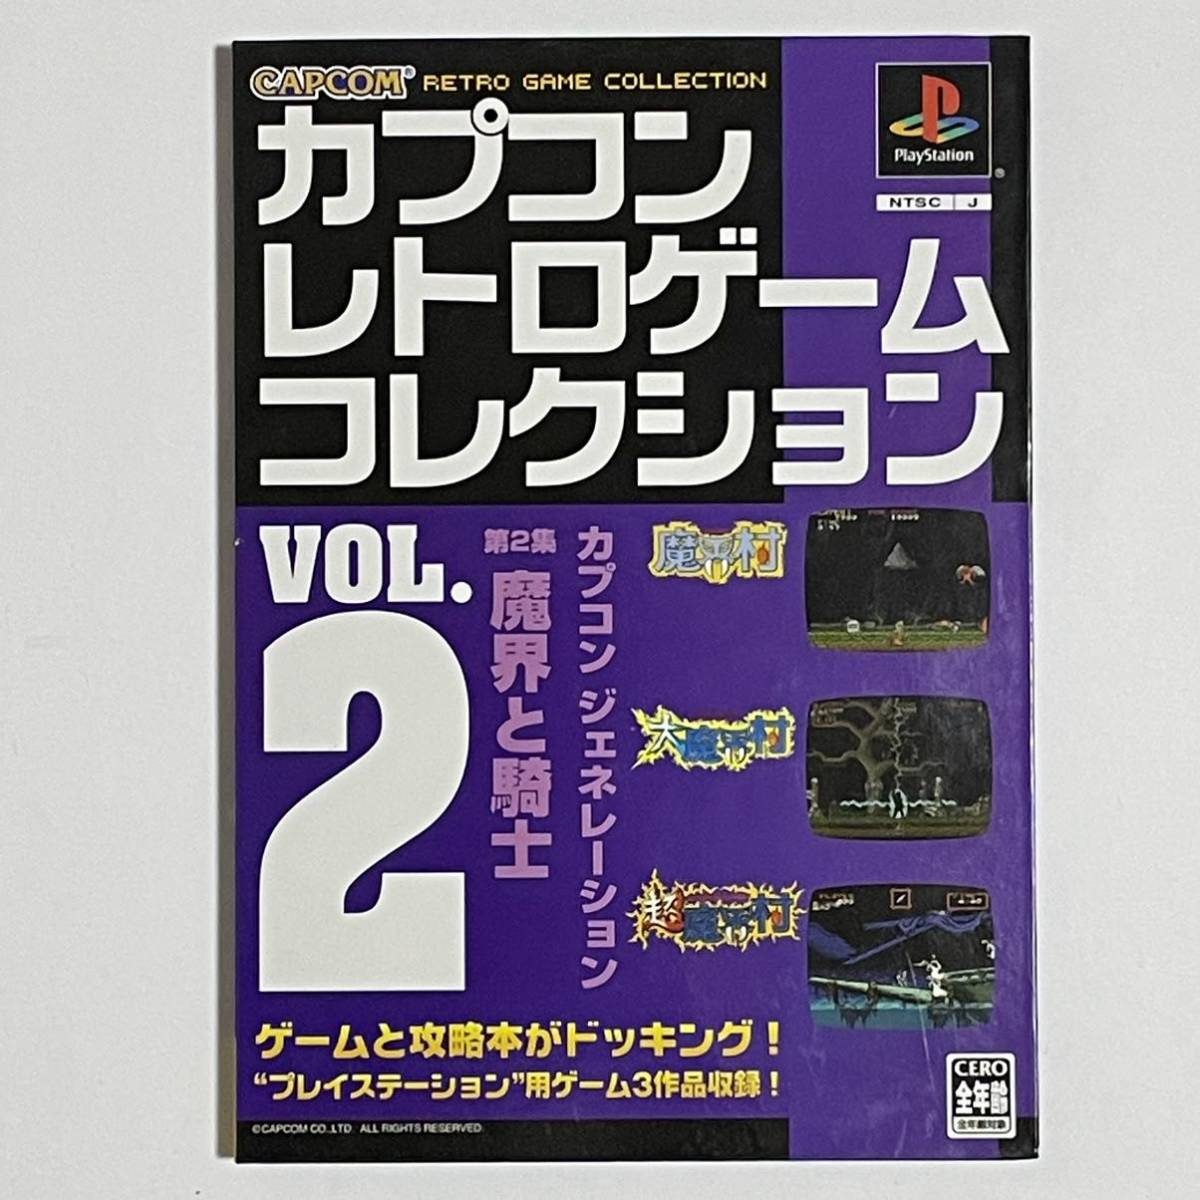 CAPCOM® RETRO GAME COLLECTION
カプコン
レトロゲーム
コレクション
PlayStation
®
NTSC J
VOL.
2
カプコン ジェネレーション
第2集
魔界と騎士
魔界村
大魔界村
超魔界村
ゲームと攻略本がドッキング！
“プレイステーション”用ゲーム3作品収録！
©CAPCOM CO.,LTD. ALL RIGHTS RESERVED.
CERO
全年齢
全年齢対象